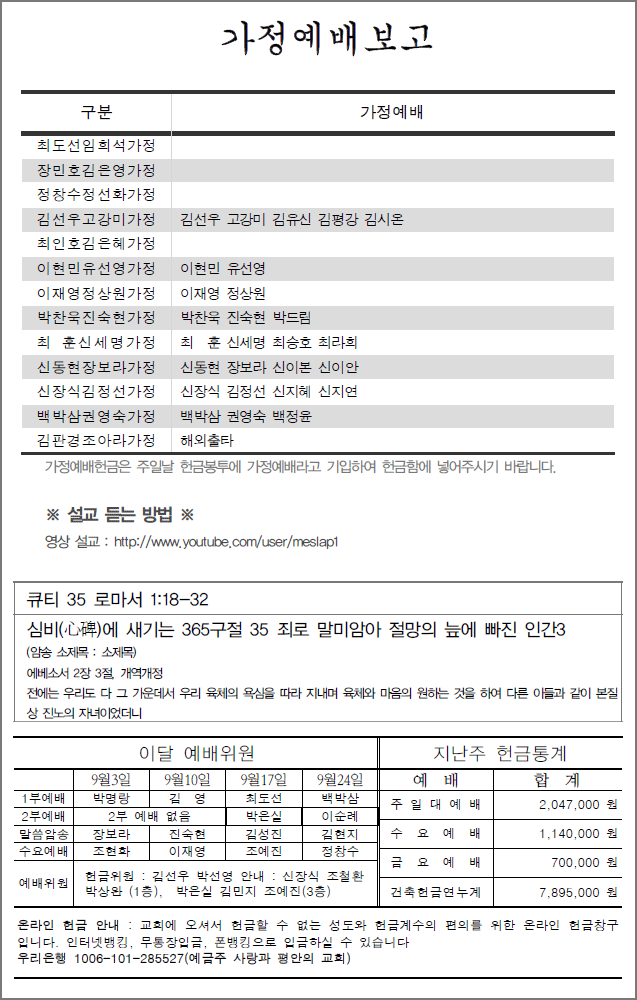 가정예배보고
구분 가정예배
최도선임희석가정
장민호김은영가정
정창수정선화가정
김선우고강미가정 김선우 고강미 김유신 김평강 김시온
최인호김은혜가정
이현민유선영가정 이현민 유선영
이재영정상원가정 이재영 정상원
박찬욱진숙현가정 박찬욱 진숙현 박드림
최 훈신세명가정 최 훈 신세명 최승호 최라희
신동현장보라가정 신동현 장보라 신이본 신이안
신장식김정선가정 신장식 김정선 신지혜 신지연
백박삼권영숙가정 백박삼 권영숙 백정윤
김판경조아라가정 해외출타
가정예배헌금은 주일날 헌금봉투에 가정예배라고 기입하여 헌금함에 넣어주시기 바랍니다.
※ 설교 듣는 방법 ※
영상 설교 : http://www.youtube.com/user/meslap1
큐티 35 로마서 1:18-32
심비(心碑)에 새기는 365구절 35 죄로 말미암아 절망의 늪에 빠진 인간3
(암송 소제목 : 소제목)
에베소서 2장 3절, 개역개정
전에는 우리도 다 그 가운데서 우리 육체의 욕심을 따라 지내며 육체와 마음의 원하는 것을 하여 다른 이들과 같이 본질
상 진노의 자녀이었더니
이달 예배위원
9월3일 9월10일 9월17일 9월24일
1부예배 박명랑 김 영 최도선 백박삼
2부예배 2부 예배 없음 박은실 이순례
말씀암송 장보라 진숙현 김성진 김현지
수요예배 조현화 이재영 조예진 정창수
예배위원 헌금위원 : 김선우 박선영 안내 : 신장식 조철환
박상완 (1층), 박은실 김민지 조예진(3층)
지난주 헌금통계
예 배 합 계
주 일 대 예 배 2,047,000 원
수 요 예 배 1,140,000 원
금 요 예 배 700,000 원
건축헌금연누계 7,895,000 원
온라인 헌금 안내 : 교회에 오셔서 헌금할 수 없는 성도와 헌금계수의 편의를 위한 온라인 헌금창구
입니다. 인터넷뱅킹, 무통장입금, 폰뱅킹으로 입금하실 수 있습니다
우리은행 1006-101-285527(예금주 사랑과 평안의 교회)